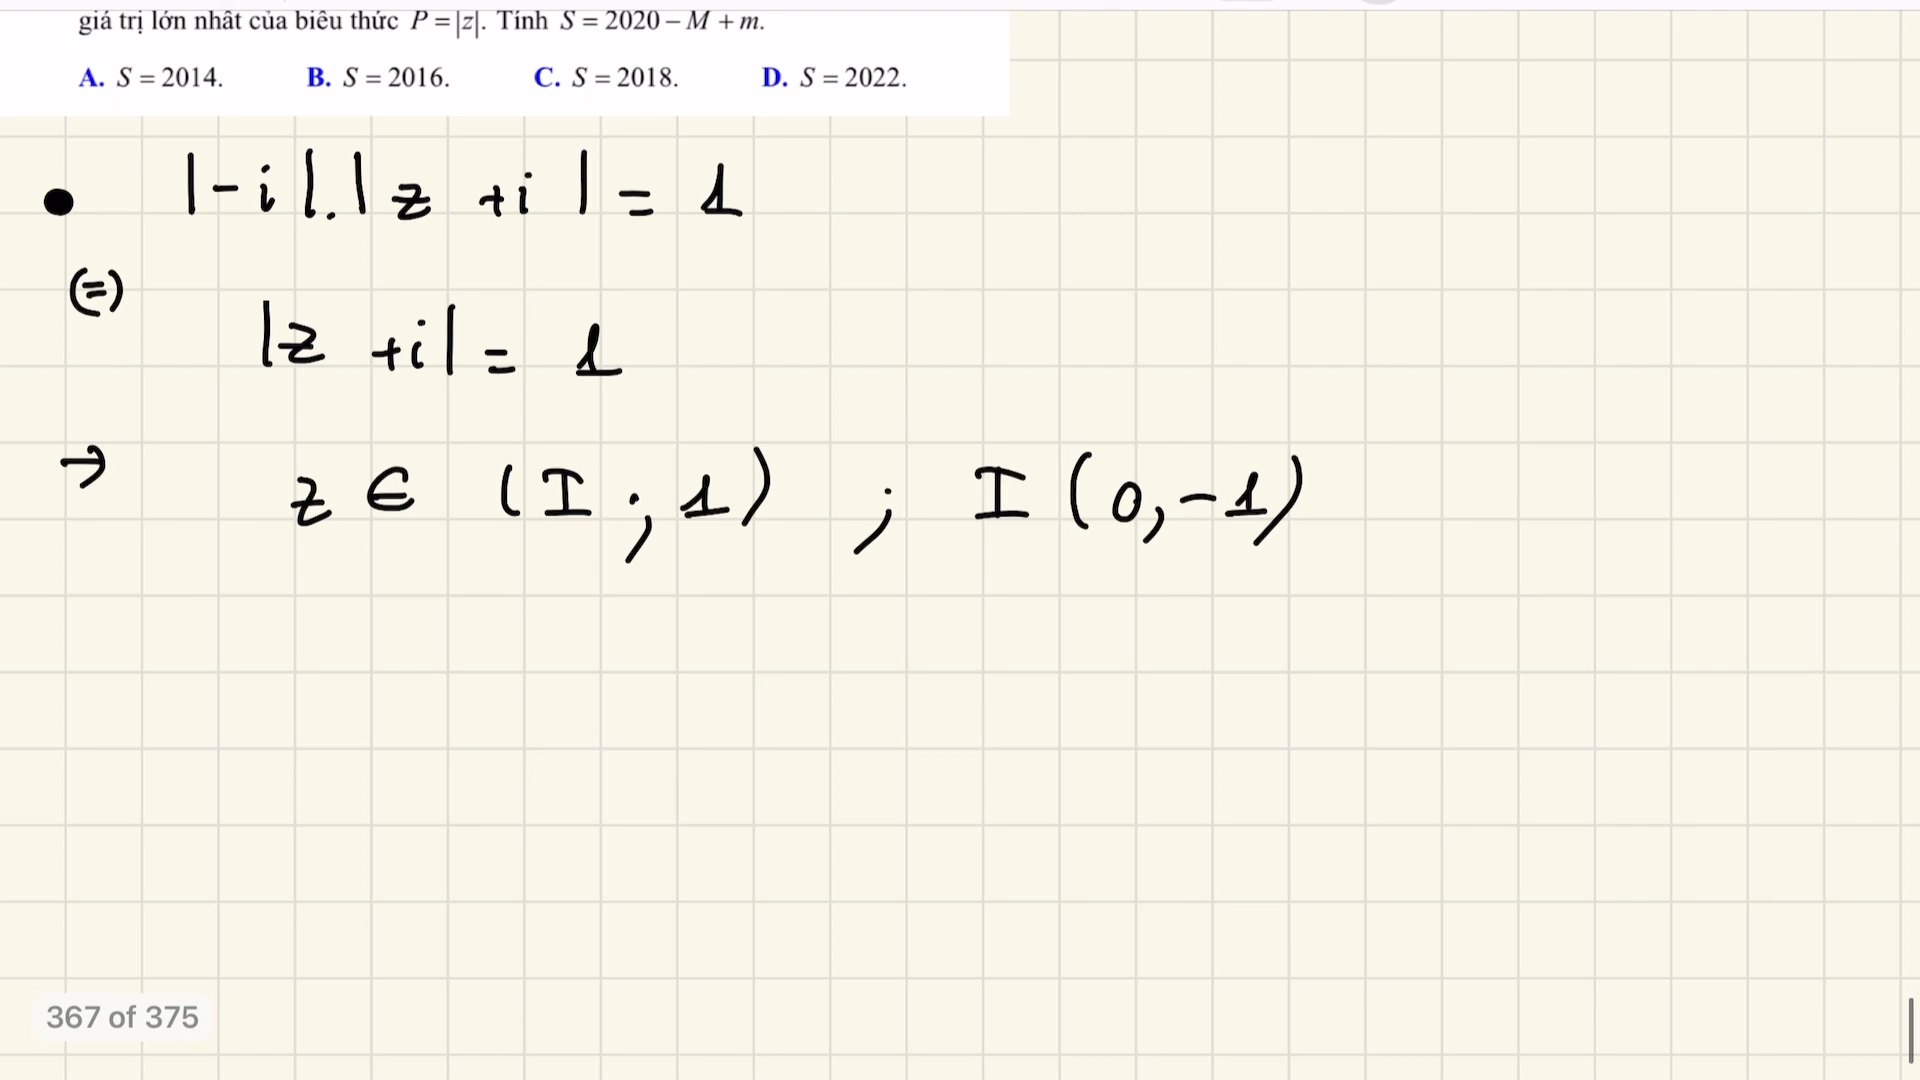 giá trị lớn nhất của biểu thức P = |z|. Tính S = 2020 – M + m.
A. S = 2014. B. S = 2016. C. S = 2018. D. S = 2022.
• |-i|.|z +i| = 1
(=)
|z +i| = 1
→ z ∈ (I ; 1) ; I (0,-1)
367 of 375